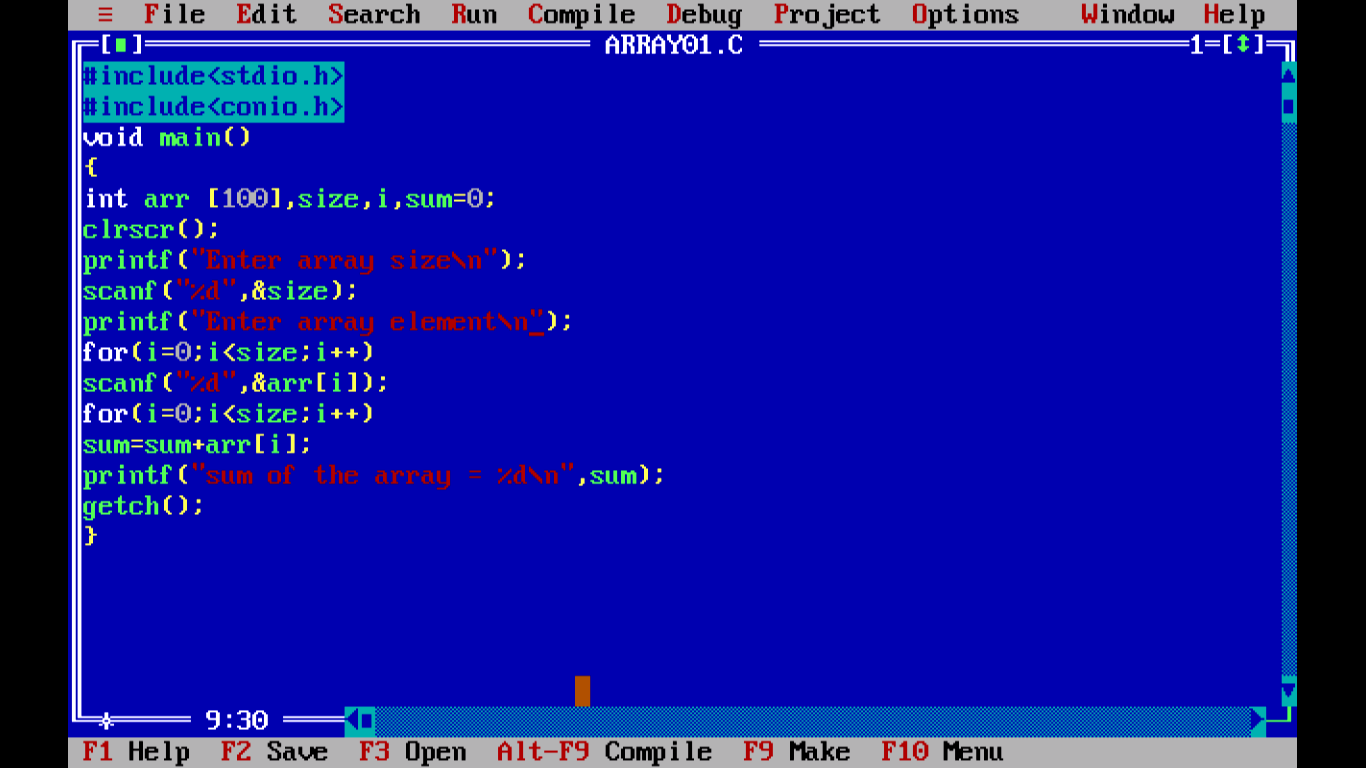 ≡ File Edit Search Run Compile Debug Project Options Window Help
[■] ARRAY01.C 1=[↕]
#include<stdio.h>
#include<conio.h>
void main()
{
int arr [100],size,i,sum=0;
clrscr();
printf("Enter array size\n");
scanf("%d",&size);
printf("Enter array element\n");
for(i=0;i<size;i++)
scanf("%d",&arr[i]);
for(i=0;i<size;i++)
sum=sum+arr[i];
printf("sum of the array = %d\n",sum);
getch();
}
9:30
F1 Help F2 Save F3 Open Alt-F9 Compile F9 Make F10 Menu